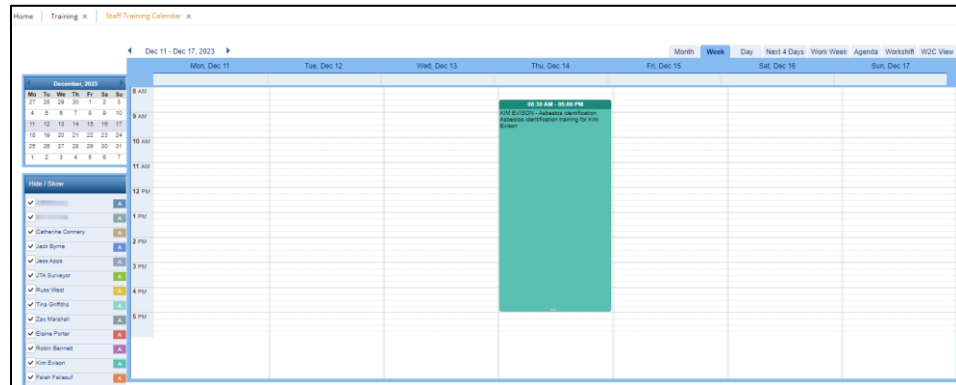 Home Training × Staff Training Calendar ×
Dec 11 - Dec 17, 2023
Month Week Day Next 4 Days Work Week Agenda Workshift W2C View
Mon, Dec 11 Tue, Dec 12 Wed, Dec 13 Thu, Dec 14 Fri, Dec 15 Sat, Dec 16 Sun, Dec 17
December, 2023
Mo Tu We Th Fr Sa Su
27 28 29 30 1 2 3
4 5 6 7 8 9 10
11 12 13 14 15 16 17
18 19 20 21 22 23 24
25 26 27 28 29 30 31
1 2 3 4 5 6 7
Hide / Show
A
A
Catherine Connery A
Jack Byrne A
Jess Apps A
JTA Surveyor A
Russ West A
Tina Griffiths A
Zac Marshall A
Elaine Porter A
Robin Bennett A
Kim Evison A
A
8 AM
9 AM
10 AM
11 AM
12 PM
1 PM
2 PM
3 PM
4 PM
5 PM
08:30 AM - 05:00 PM
KIM EVISON - Asbestos Identification
Asbestos identification training for Kim
Evison